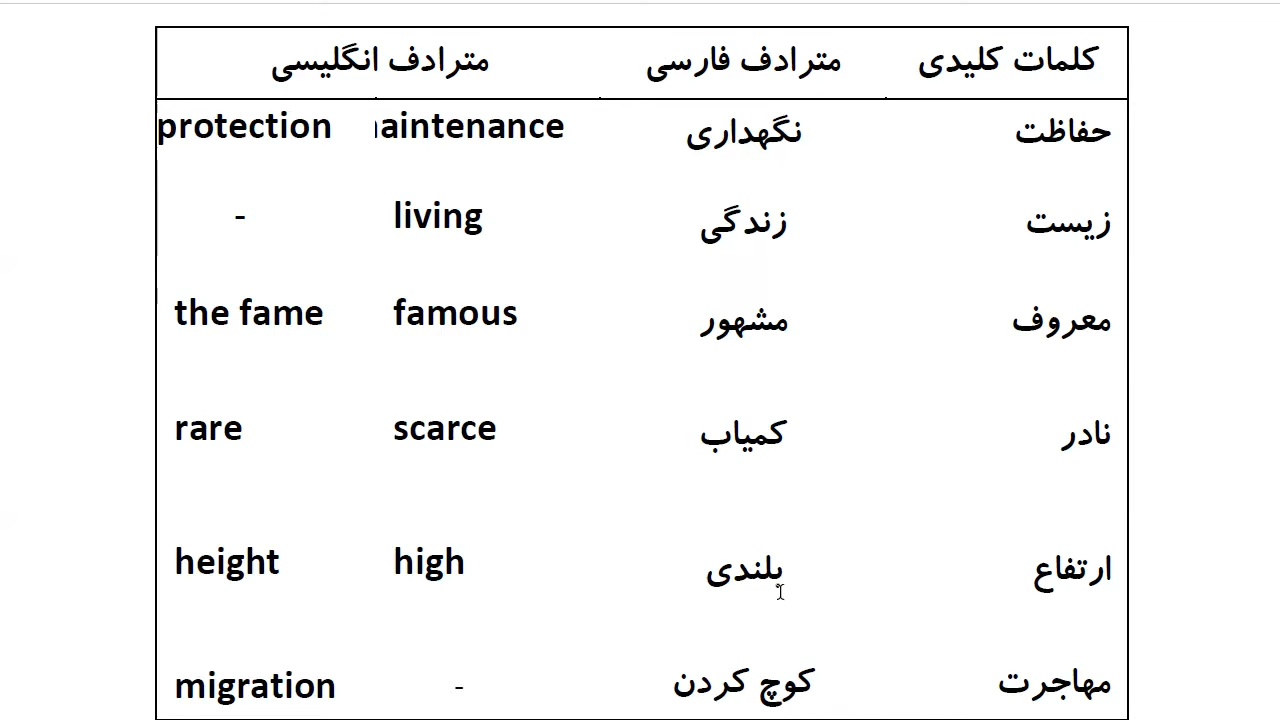 کلمات کلیدی مترادف فارسی مترادف انگلیسی
حفاظت نگهداری aintenance protection
زیست زندگی living -
معروف مشهور famous the fame
نادر کمیاب scarce rare
ارتفاع بلندی high height
مهاجرت کوچ کردن - migration